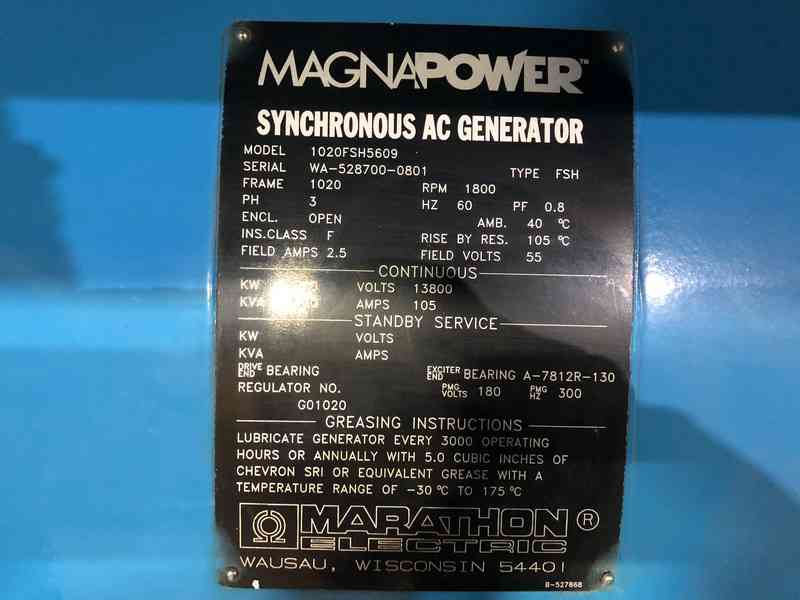 MAGNAPOWER™
SYNCHRONOUS AC GENERATOR
MODEL 1020FSH5609
SERIAL WA-528700-0801 TYPE FSH
FRAME 1020 RPM 1800
PH 3 HZ 60 PF 0.8
ENCL. OPEN AMB. 40 °C
INS.CLASS F RISE BY RES. 105 °C
FIELD AMPS 2.5 FIELD VOLTS 55
CONTINUOUS
KW VOLTS 13800
KVA AMPS 105
STANDBY SERVICE
KW VOLTS
KVA AMPS
DRIVE END BEARING EXCITER END BEARING A-7812R-130
REGULATOR NO. PMG VOLTS 180 PMG HZ 300
G01020
GREASING INSTRUCTIONS
LUBRICATE GENERATOR EVERY 3000 OPERATING
HOURS OR ANNUALLY WITH 5.0 CUBIC INCHES OF
CHEVRON SRI OR EQUIVALENT GREASE WITH A
TEMPERATURE RANGE OF -30 °C TO 175 °C
MARATHON ®
ELECTRIC
WAUSAU, WISCONSIN 54401
B-527868